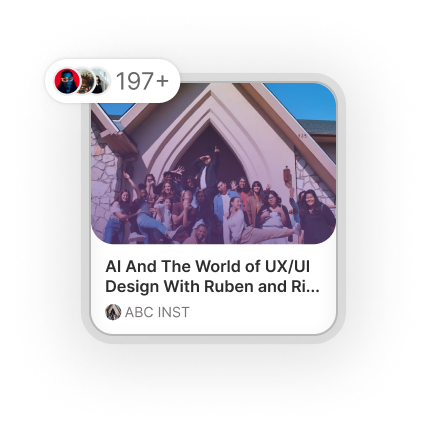 197+
AI And The World of UX/UI
Design With Ruben and Ri...
ABC INST